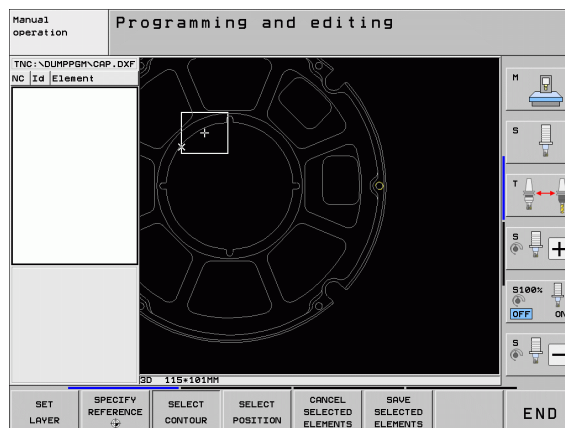 Manual
operation
Programming and editing
TNC:\DUMPPGM\CAP.DXF
NC Id Element
M
S
T
S
S100%
OFF ON
S
3D 115*101MM
SET
LAYER
SPECIFY
REFERENCE
SELECT
CONTOUR
SELECT
POSITION
CANCEL
SELECTED
ELEMENTS
SAVE
SELECTED
ELEMENTS
END